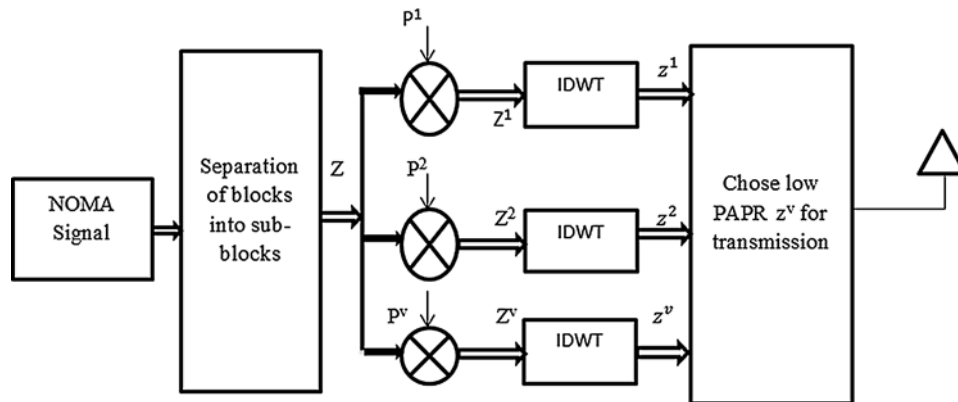 NOMA
Signal
Separation
of blocks
into sub-
blocks
Z
P¹
Z¹
IDWT
z¹
P²
Z²
IDWT
z²
Pᵛ
Zᵛ
IDWT
zᵛ
Chose low
PAPR zᵛ for
transmission